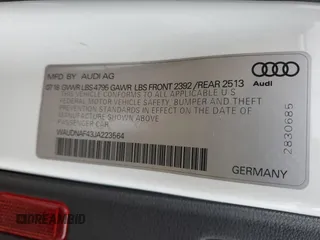 MFD. BY AUDI AG
07/18 GVWR LBS 4795 GAWR LBS FRONT 2392 /REAR 2513
THIS VEHICLE CONFORMS TO ALL APPLICABLE
FEDERAL MOTOR VEHICLE SAFETY, BUMPER, AND
THEFT PREVENTION STANDARDS IN EFFECT ON THE DATE OF
MANUFACTURE SHOWN ABOVE.
PASSENGER CAR
WAUDNAF43JA223564
Audi
2830685
GERMANY
DREAMBID